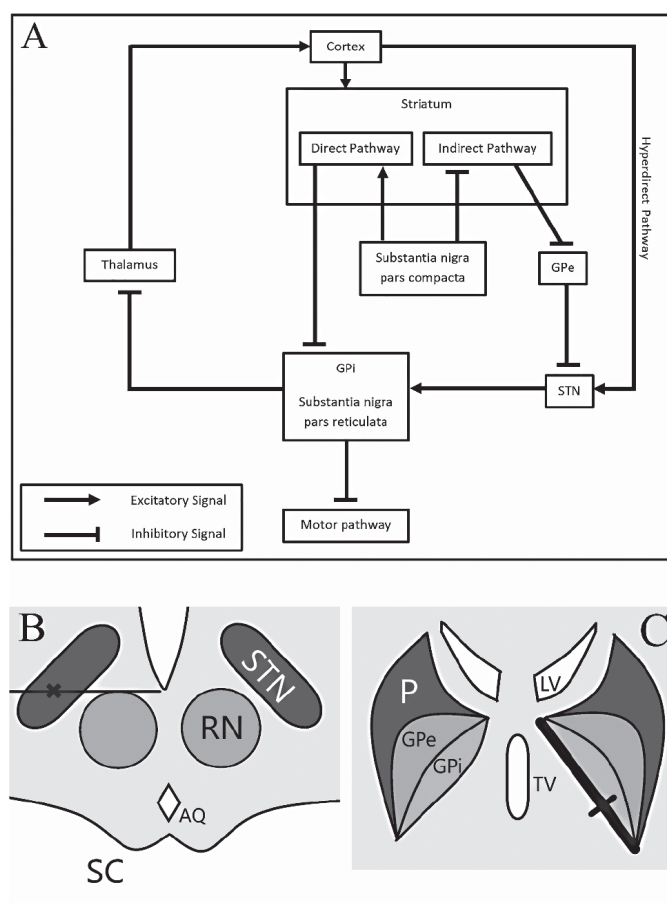 A
Cortex
Striatum
Direct Pathway
Indirect Pathway
Hyperdirect Pathway
Thalamus
Substantia nigra
pars compacta
GPe
GPi
Substantia nigra
pars reticulata
STN
Excitatory Signal
Inhibitory Signal
Motor pathway
B
STN
RN
AQ
SC
C
P
LV
GPe
GPi
TV